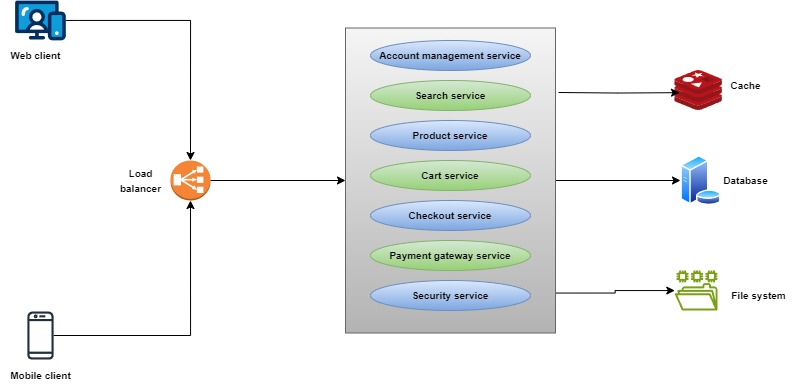 Web client
Account management service
Search service
Cache
Product service
Load
balancer
Cart service
Database
Checkout service
Payment gateway service
Security service
File system
Mobile client